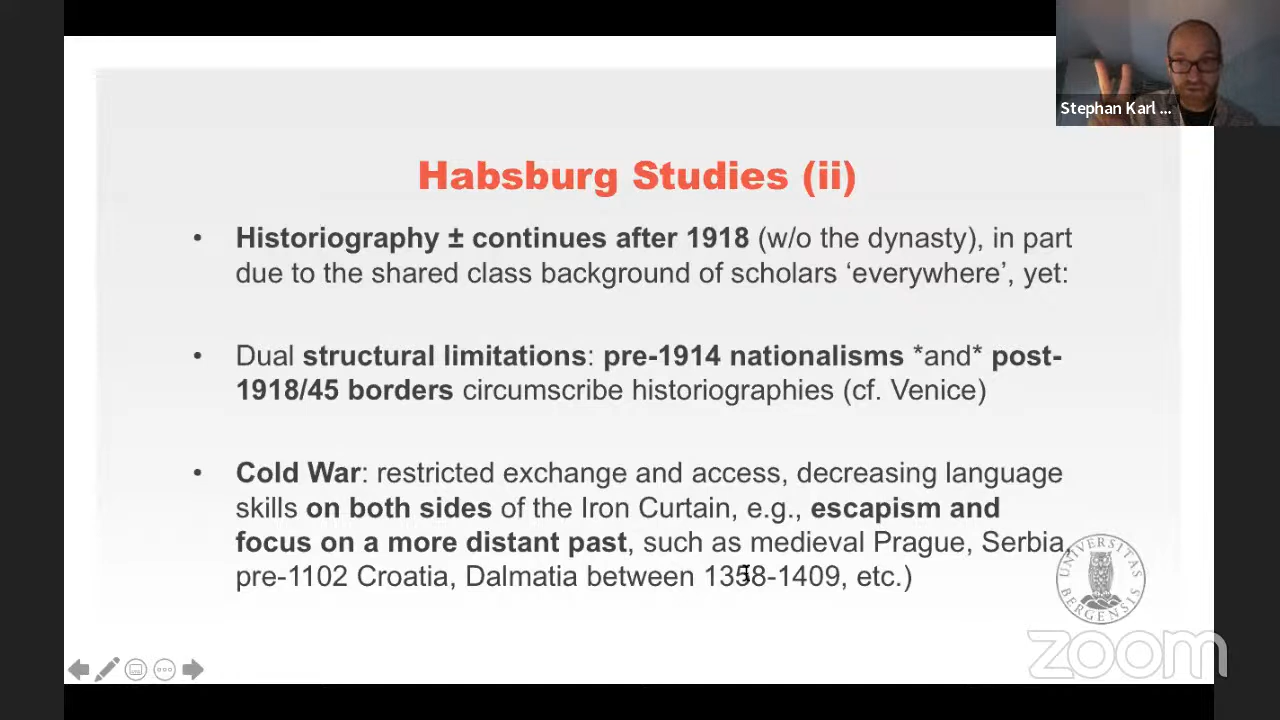 Stephan Karl ...
Habsburg Studies (ii)
• Historiography ± continues after 1918 (w/o the dynasty), in part
due to the shared class background of scholars ‘everywhere’, yet:
• Dual structural limitations: pre-1914 nationalisms *and* post-
1918/45 borders circumscribe historiographies (cf. Venice)
• Cold War: restricted exchange and access, decreasing language
skills on both sides of the Iron Curtain, e.g., escapism and
focus on a more distant past, such as medieval Prague, Serbia,
pre-1102 Croatia, Dalmatia between 1358-1409, etc.)
UNIVERSITAS
BERGENSIS
zoom